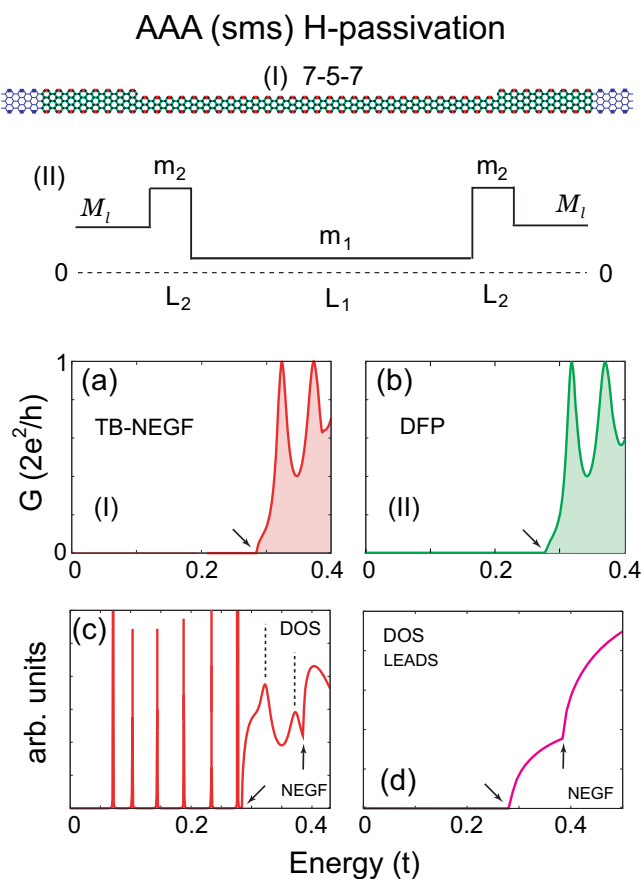 AAA (sms) H-passivation
(I) 7-5-7
(II)
m₂ m₂
Mₗ Mₗ
m₁
0 0
L₂ L₁ L₂
(a) (b)
TB-NEGF DFP
(I) (II)
G (2e²/h)
1
0
0 0.2 0.4 0 0.2 0.4
(c) DOS
NEGF
arb. units
0 0.2 0.4
DOS
LEADS
(d) NEGF
0 0.2 0.4
Energy (t)